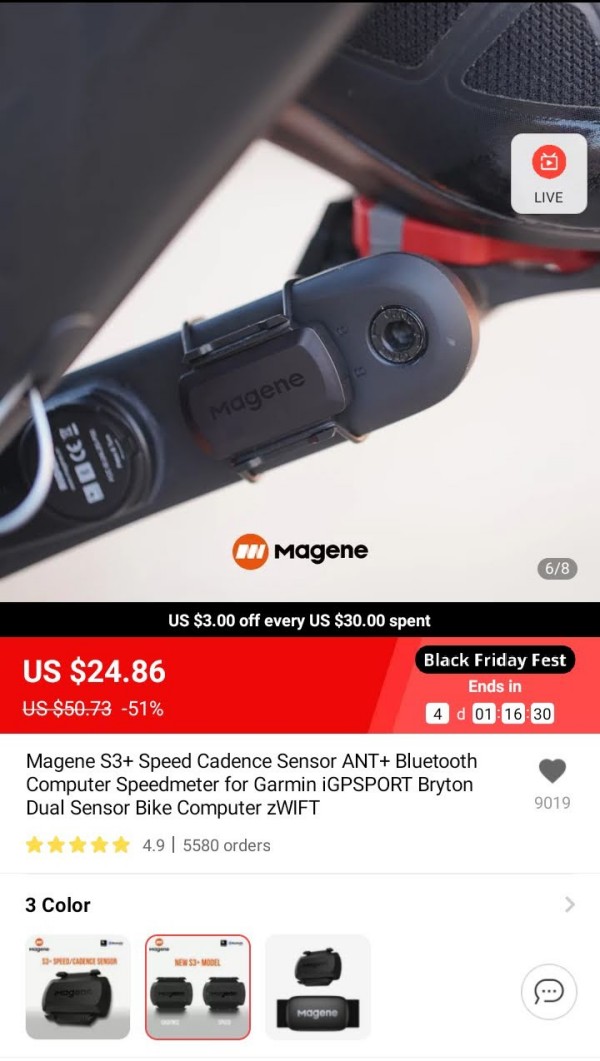 LIVE
magene
magene
6/8
US $3.00 off every US $30.00 spent
US $24.86
US $50.73 -51%
Black Friday Fest
Ends in
4 d 01:16:30
Magene S3+ Speed Cadence Sensor ANT+ Bluetooth
Computer Speedmeter for Garmin iGPSPORT Bryton
Dual Sensor Bike Computer zWIFT
9019
4.9 | 5580 orders
3 Color
magene
S3+ SPEED/CADENCE SENSOR
magene
magene
NEW S3+ MODEL
magene